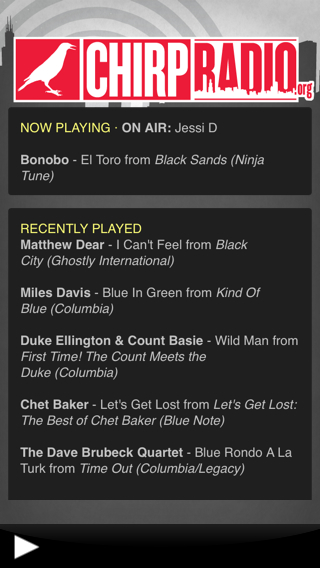 CHIRPRADIO.org
NOW PLAYING · ON AIR: Jessi D
Bonobo - El Toro from Black Sands (Ninja
Tune)
RECENTLY PLAYED
Matthew Dear - I Can't Feel from Black
City (Ghostly International)
Miles Davis - Blue In Green from Kind Of
Blue (Columbia)
Duke Ellington & Count Basie - Wild Man from
First Time! The Count Meets the
Duke (Columbia)
Chet Baker - Let's Get Lost from Let's Get Lost:
The Best of Chet Baker (Blue Note)
The Dave Brubeck Quartet - Blue Rondo A La
Turk from Time Out (Columbia/Legacy)